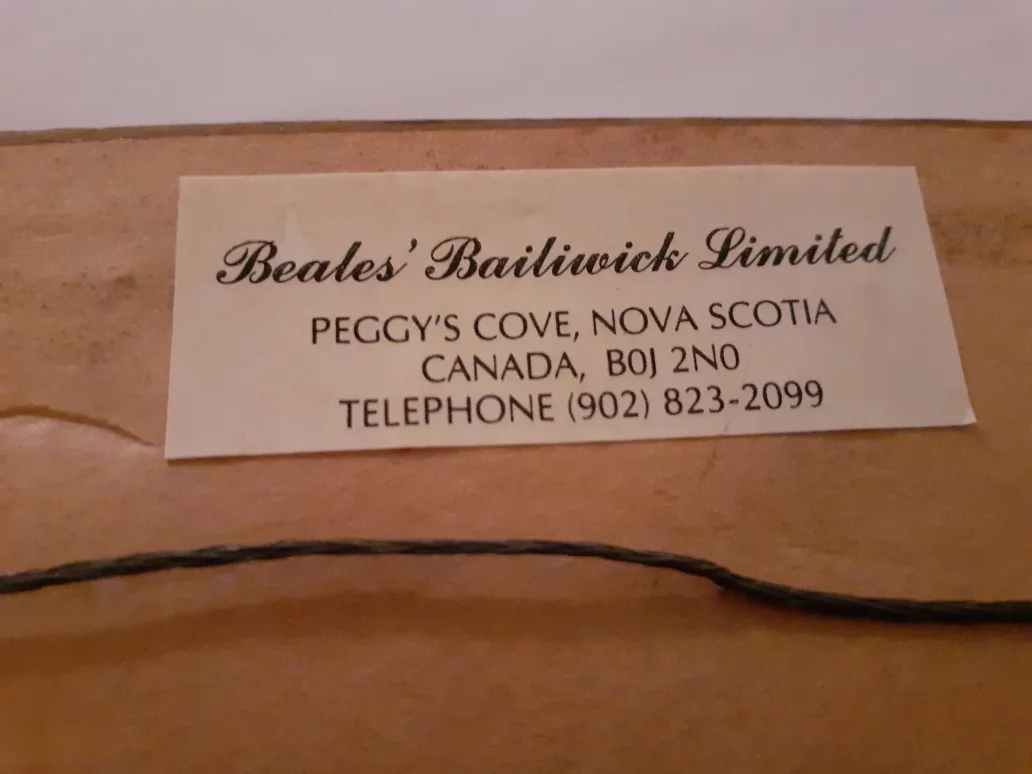 Beales' Bailiwick Limited
PEGGY'S COVE, NOVA SCOTIA
CANADA, B0J 2N0
TELEPHONE (902) 823-2099